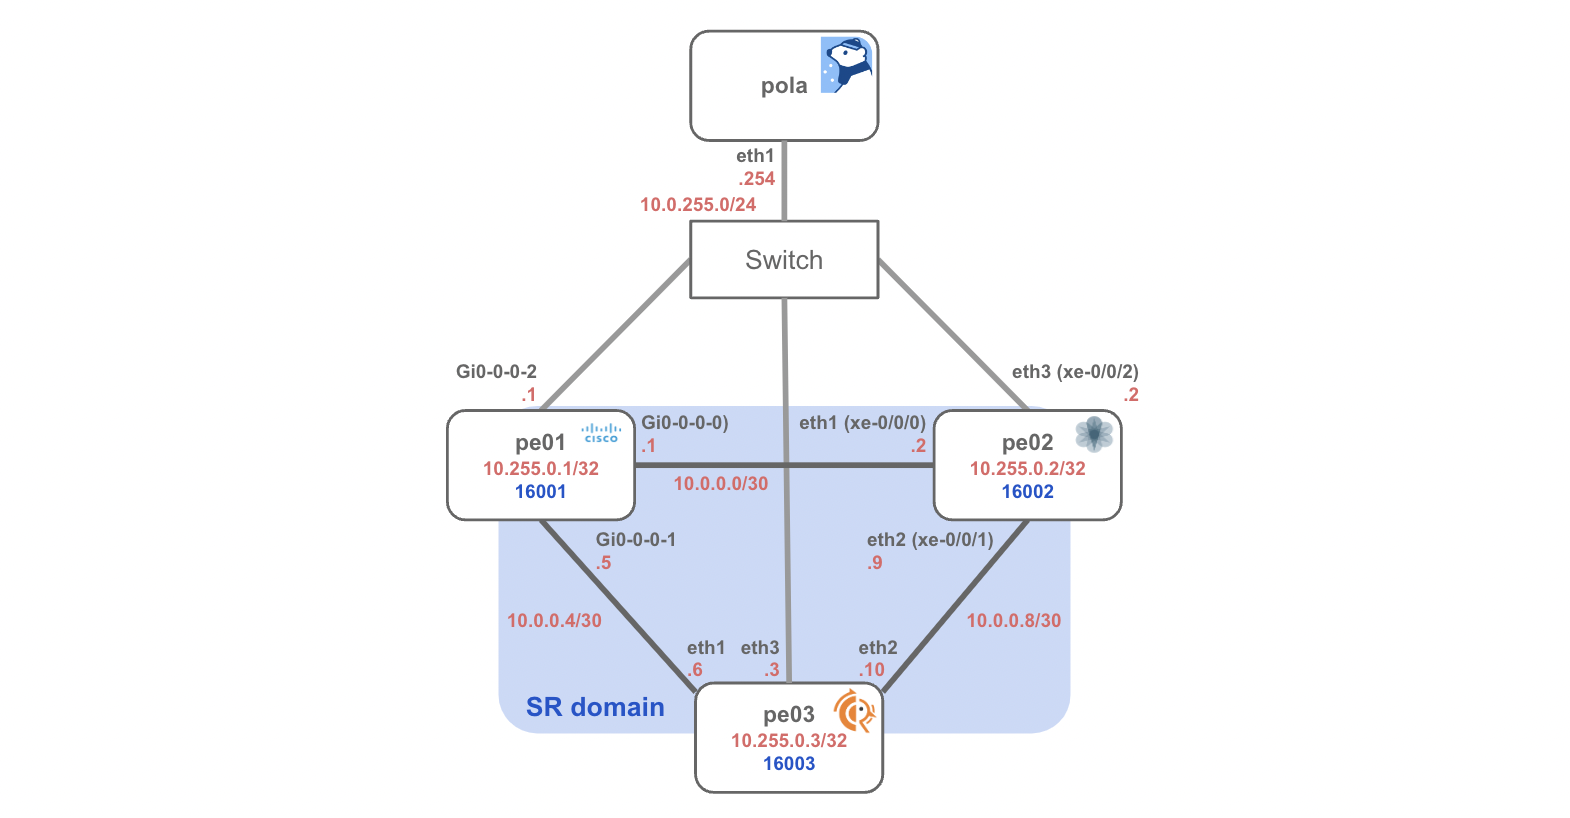 pola
eth1
.254
10.0.255.0/24
Switch
Gi0-0-0-2
.1
eth3 (xe-0/0/2)
.2
pe01
CISCO
10.255.0.1/32
16001
Gi0-0-0-0)
.1
eth1 (xe-0/0/0)
.2
10.0.0.0/30
pe02
10.255.0.2/32
16002
Gi0-0-0-1
.5
eth2 (xe-0/0/1)
.9
10.0.0.4/30
10.0.0.8/30
eth1
.6
eth3
.3
eth2
.10
SR domain
pe03
10.255.0.3/32
16003